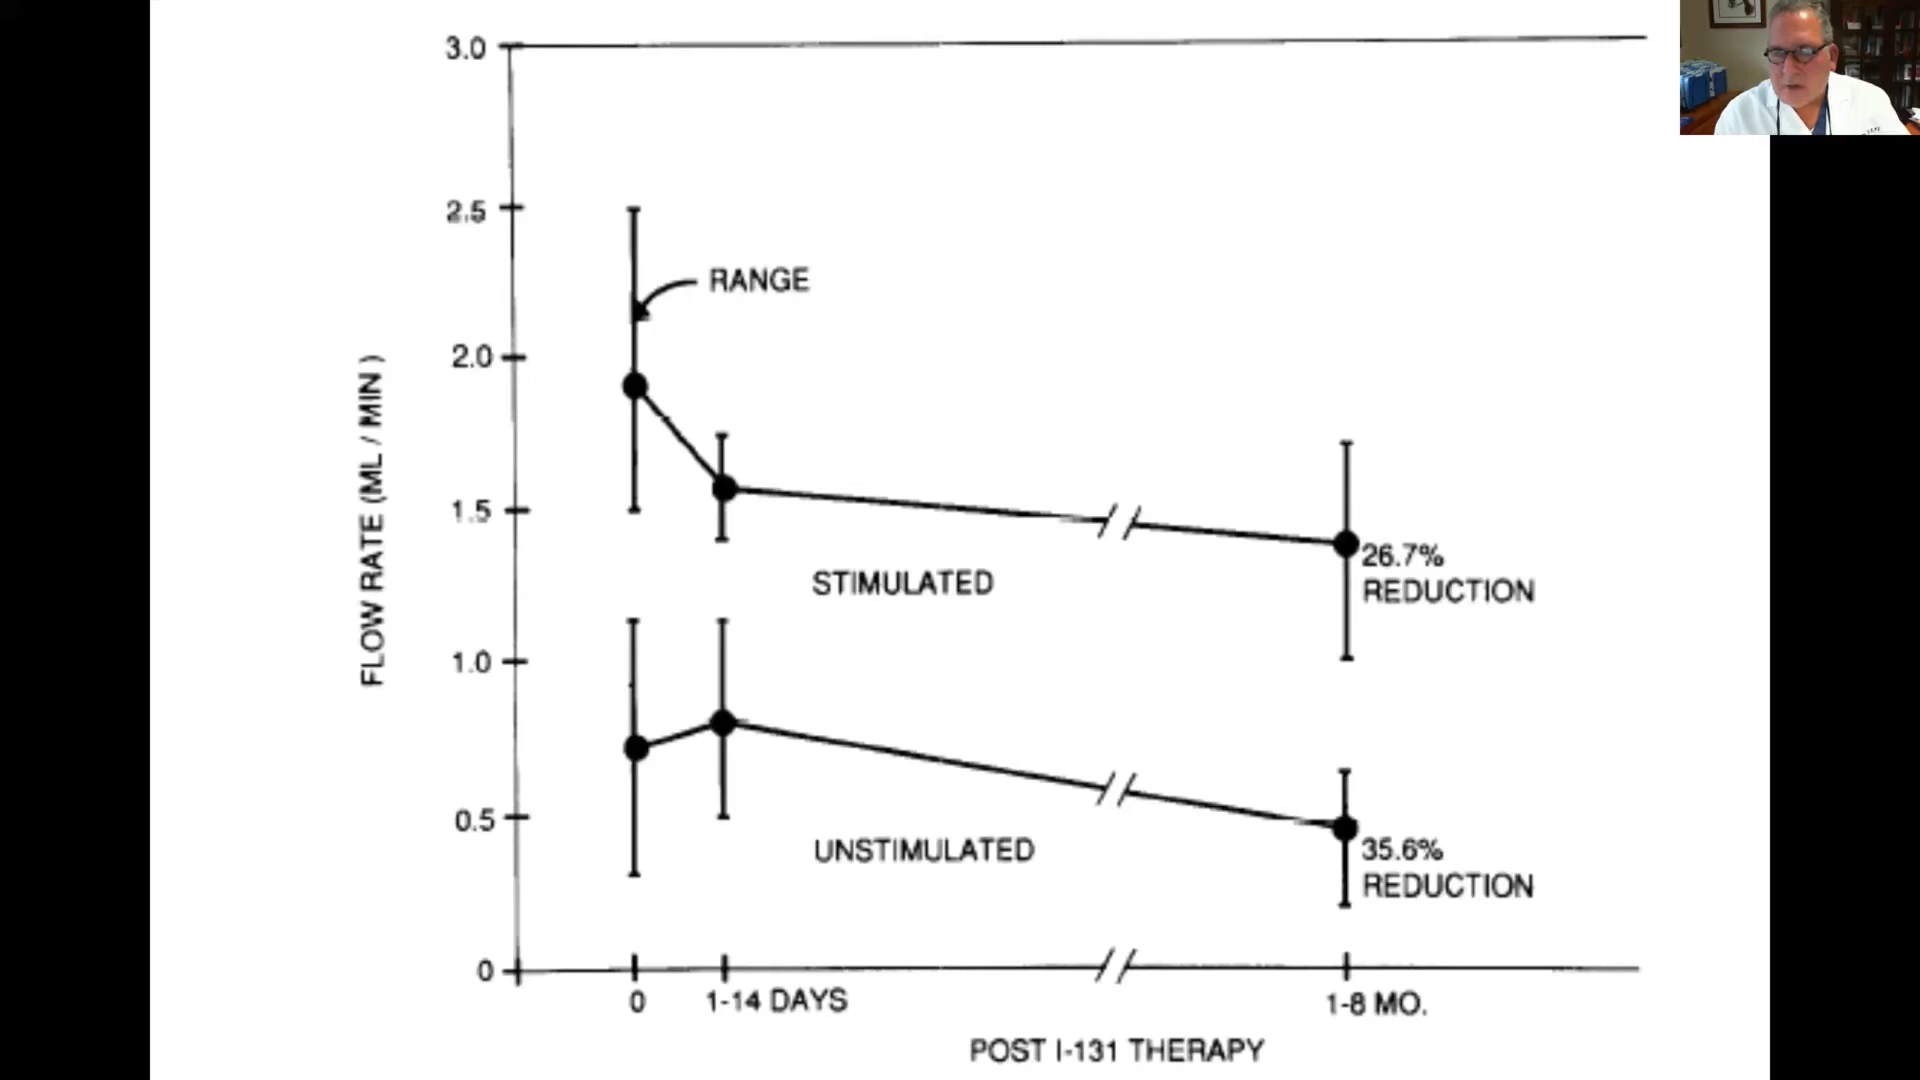 3.0
2.5
RANGE
2.0
1.5
26.7%
REDUCTION
STIMULATED
1.0
0.5
35.6%
REDUCTION
UNSTIMULATED
0
FLOW RATE (ML / MIN)
0
1-14 DAYS
1-8 MO.
POST I-131 THERAPY